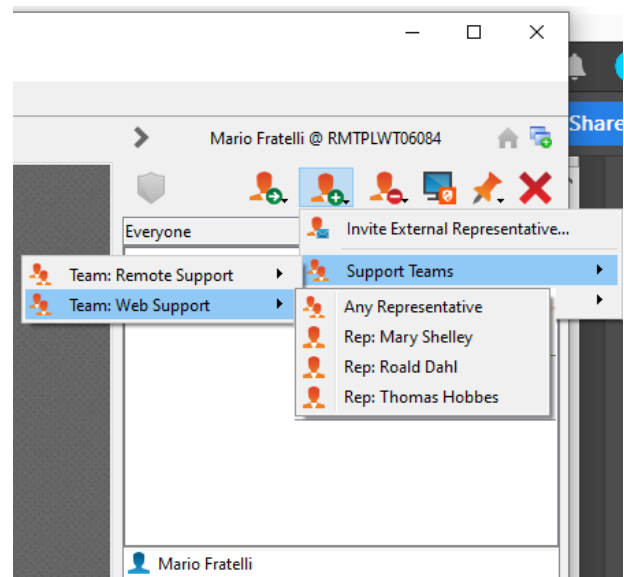 Share
Mario Fratelli @ RMTPLWT06084
Everyone
Invite External Representative...
Support Teams
Team: Remote Support
Team: Web Support
Any Representative
Rep: Mary Shelley
Rep: Roald Dahl
Rep: Thomas Hobbes
Mario Fratelli